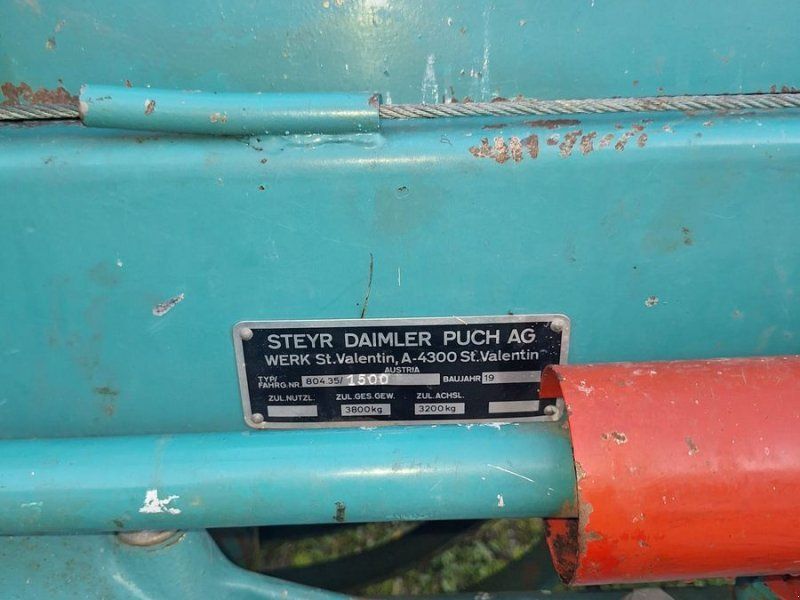 STEYR DAIMLER PUCH AG
WERK St.Valentin, A-4300 St.Valentin
AUSTRIA
TYP/ FAHRG.NR. 804.35/ 1500 BAUJAHR 19
ZUL.NUTZL. ZUL.GES.GEW. ZUL.ACHSL.
3800kg 3200kg